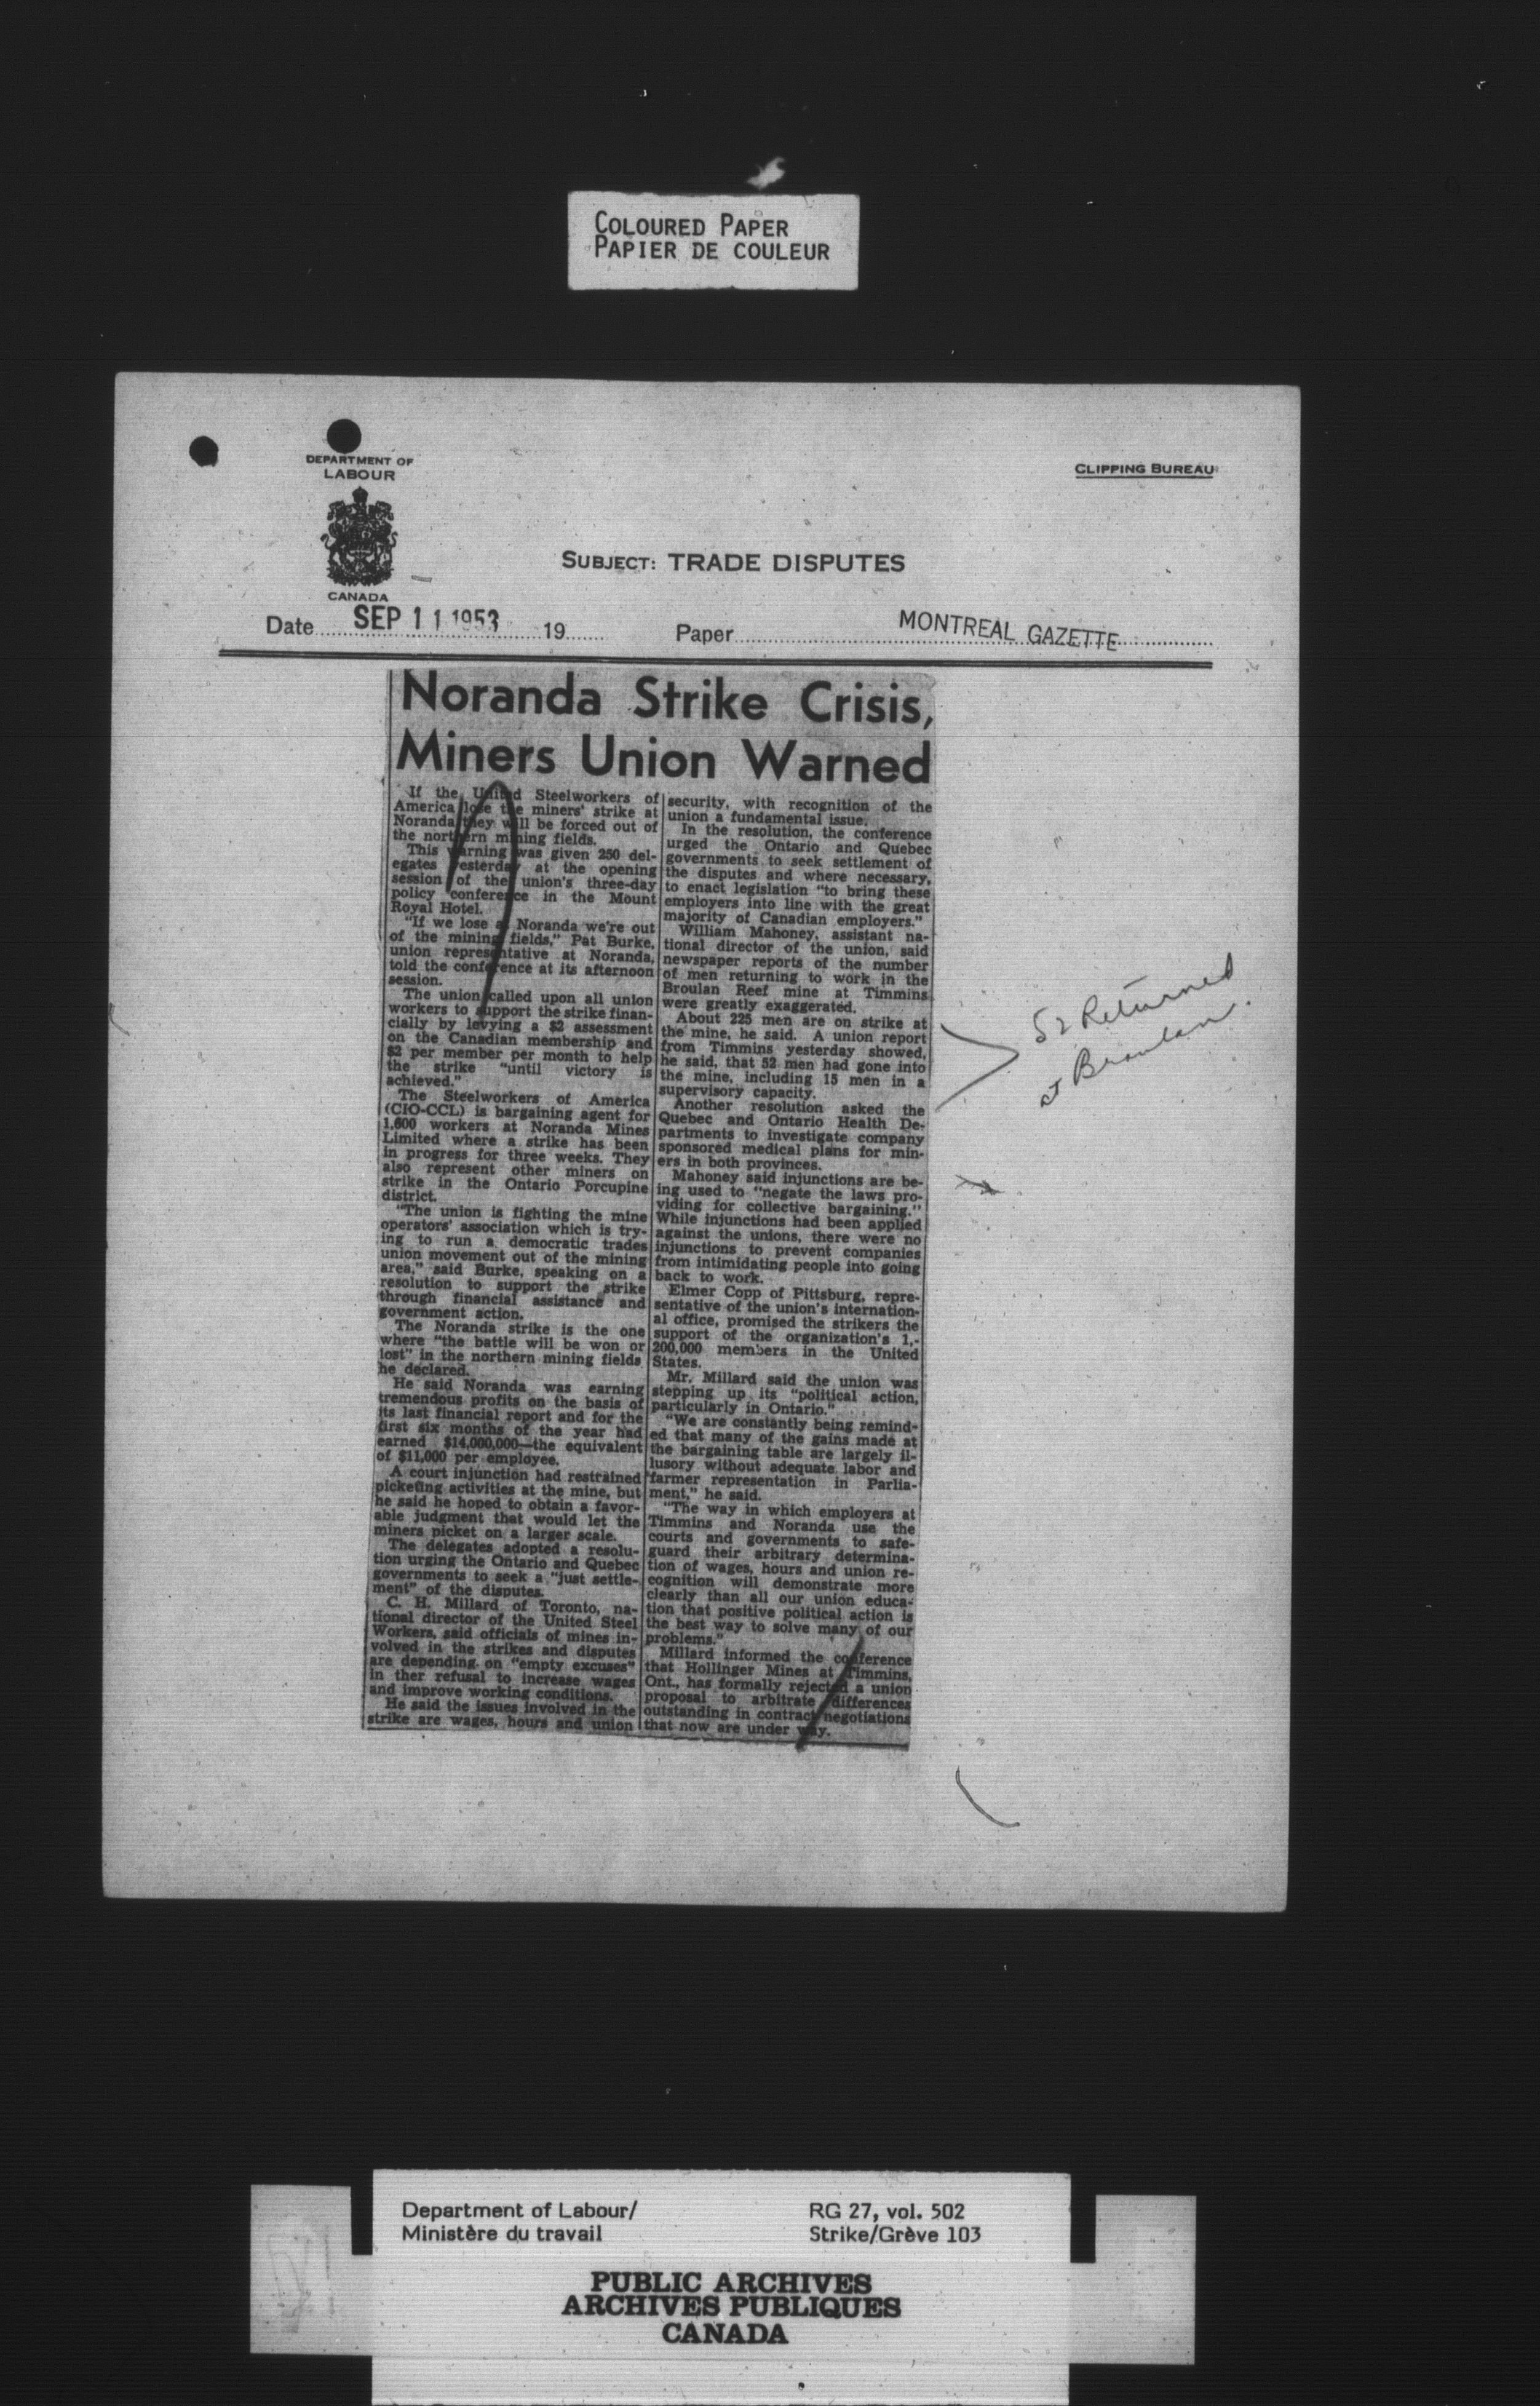 COLOURED PAPER
PAPIER DE COULEUR
DEPARTMENT OF
LABOUR
CANADA
CLIPPING BUREAU
SUBJECT: TRADE DISPUTES
Date SEP 11 1953 19 Paper MONTREAL GAZETTE
Noranda Strike Crisis,
Miners Union Warned
If the United Steelworkers of
America lose the miners' strike at
Noranda they will be forced out of
the northern mining fields.
This warning was given 250 del-
egates yesterday at the opening
session of the union's three-day
policy conference in the Mount
Royal Hotel.
"If we lose at Noranda we're out
of the mining fields," Pat Burke,
union representative at Noranda,
told the conference at its afternoon
session.
The union called upon all union
workers to support the strike finan-
cially by levying a $2 assessment
on the Canadian membership and
$2 per member per month to help
the strike "until victory is
achieved."
The Steelworkers of America
(CIO-CCL) is bargaining agent for
1,600 workers at Noranda Mines
Limited where a strike has been
in progress for three weeks. They
also represent other miners on
strike in the Ontario Porcupine
district.
"The union is fighting the mine
operators' association which is try-
ing to run a democratic trades
union movement out of the mining
area," said Burke, speaking on a
resolution to support the strike
through financial assistance and
government action.
The Noranda strike is the one
where "the battle will be won or
lost" in the northern mining fields
he declared.
He said Noranda was earning
tremendous profits on the basis of
its last financial report and for the
first six months of the year had
earned $14,000,000—the equivalent
of $11,000 per employee.
A court injunction had restrained
picketing activities at the mine, but
he said he hoped to obtain a favor-
able judgment that would let the
miners picket on a larger scale.
The delegates adopted a resolu-
tion urging the Ontario and Quebec
governments to seek a "just settle-
ment" of the disputes.
C. H. Millard of Toronto, na-
tional director of the United Steel
Workers, said officials of mines in-
volved in the strikes and disputes
are depending on "empty excuses"
in ther refusal to increase wages
and improve working conditions.
He said the issues involved in the
strike are wages, hours and union
security, with recognition of the
union a fundamental issue.
In the resolution, the conference
urged the Ontario and Quebec
governments to seek settlement of
the disputes and where necessary,
to enact legislation "to bring these
employers into line with the great
majority of Canadian employers."
William Mahoney, assistant na-
tional director of the union, said
newspaper reports of the number
of men returning to work in the
Broulan Reef mine at Timmins
were greatly exaggerated.
About 225 men are on strike at
the mine, he said. A union report
from Timmins yesterday showed,
he said, that 52 men had gone into
the mine, including 15 men in a
supervisory capacity.
Another resolution asked the
Quebec and Ontario Health De-
partments to investigate company
sponsored medical plans for min-
ers in both provinces.
Mahoney said injunctions are be-
ing used to "negate the laws pro-
viding for collective bargaining."
While injunctions had been applied
against the unions, there were no
injunctions to prevent companies
from intimidating people into going
back to work.
Elmer Copp of Pittsburg, repre-
sentative of the union's internation-
al office, promised the strikers the
support of the organization's 1,-
200,000 members in the United
States.
Mr. Millard said the union was
stepping up its "political action,
particularly in Ontario."
"We are constantly being remind-
ed that many of the gains made at
the bargaining table are largely il-
lusory without adequate labor and
farmer representation in Parlia-
ment," he said.
"The way in which employers at
Timmins and Noranda use the
courts and governments to safe-
guard their arbitrary determina-
tion of wages, hours and union re-
cognition will demonstrate more
clearly than all our union educa-
tion that positive political action is
the best way to solve many of our
problems."
Millard informed the conference
that Hollinger Mines at Timmins,
Ont., has formally rejected a union
proposal to arbitrate differences
outstanding in contract negotiations
that now are under way.
52 Returned
at Broulan.
Department of Labour/
Ministère du travail
RG 27, vol. 502
Strike/Grève 103
PUBLIC ARCHIVES
ARCHIVES PUBLIQUES
CANADA